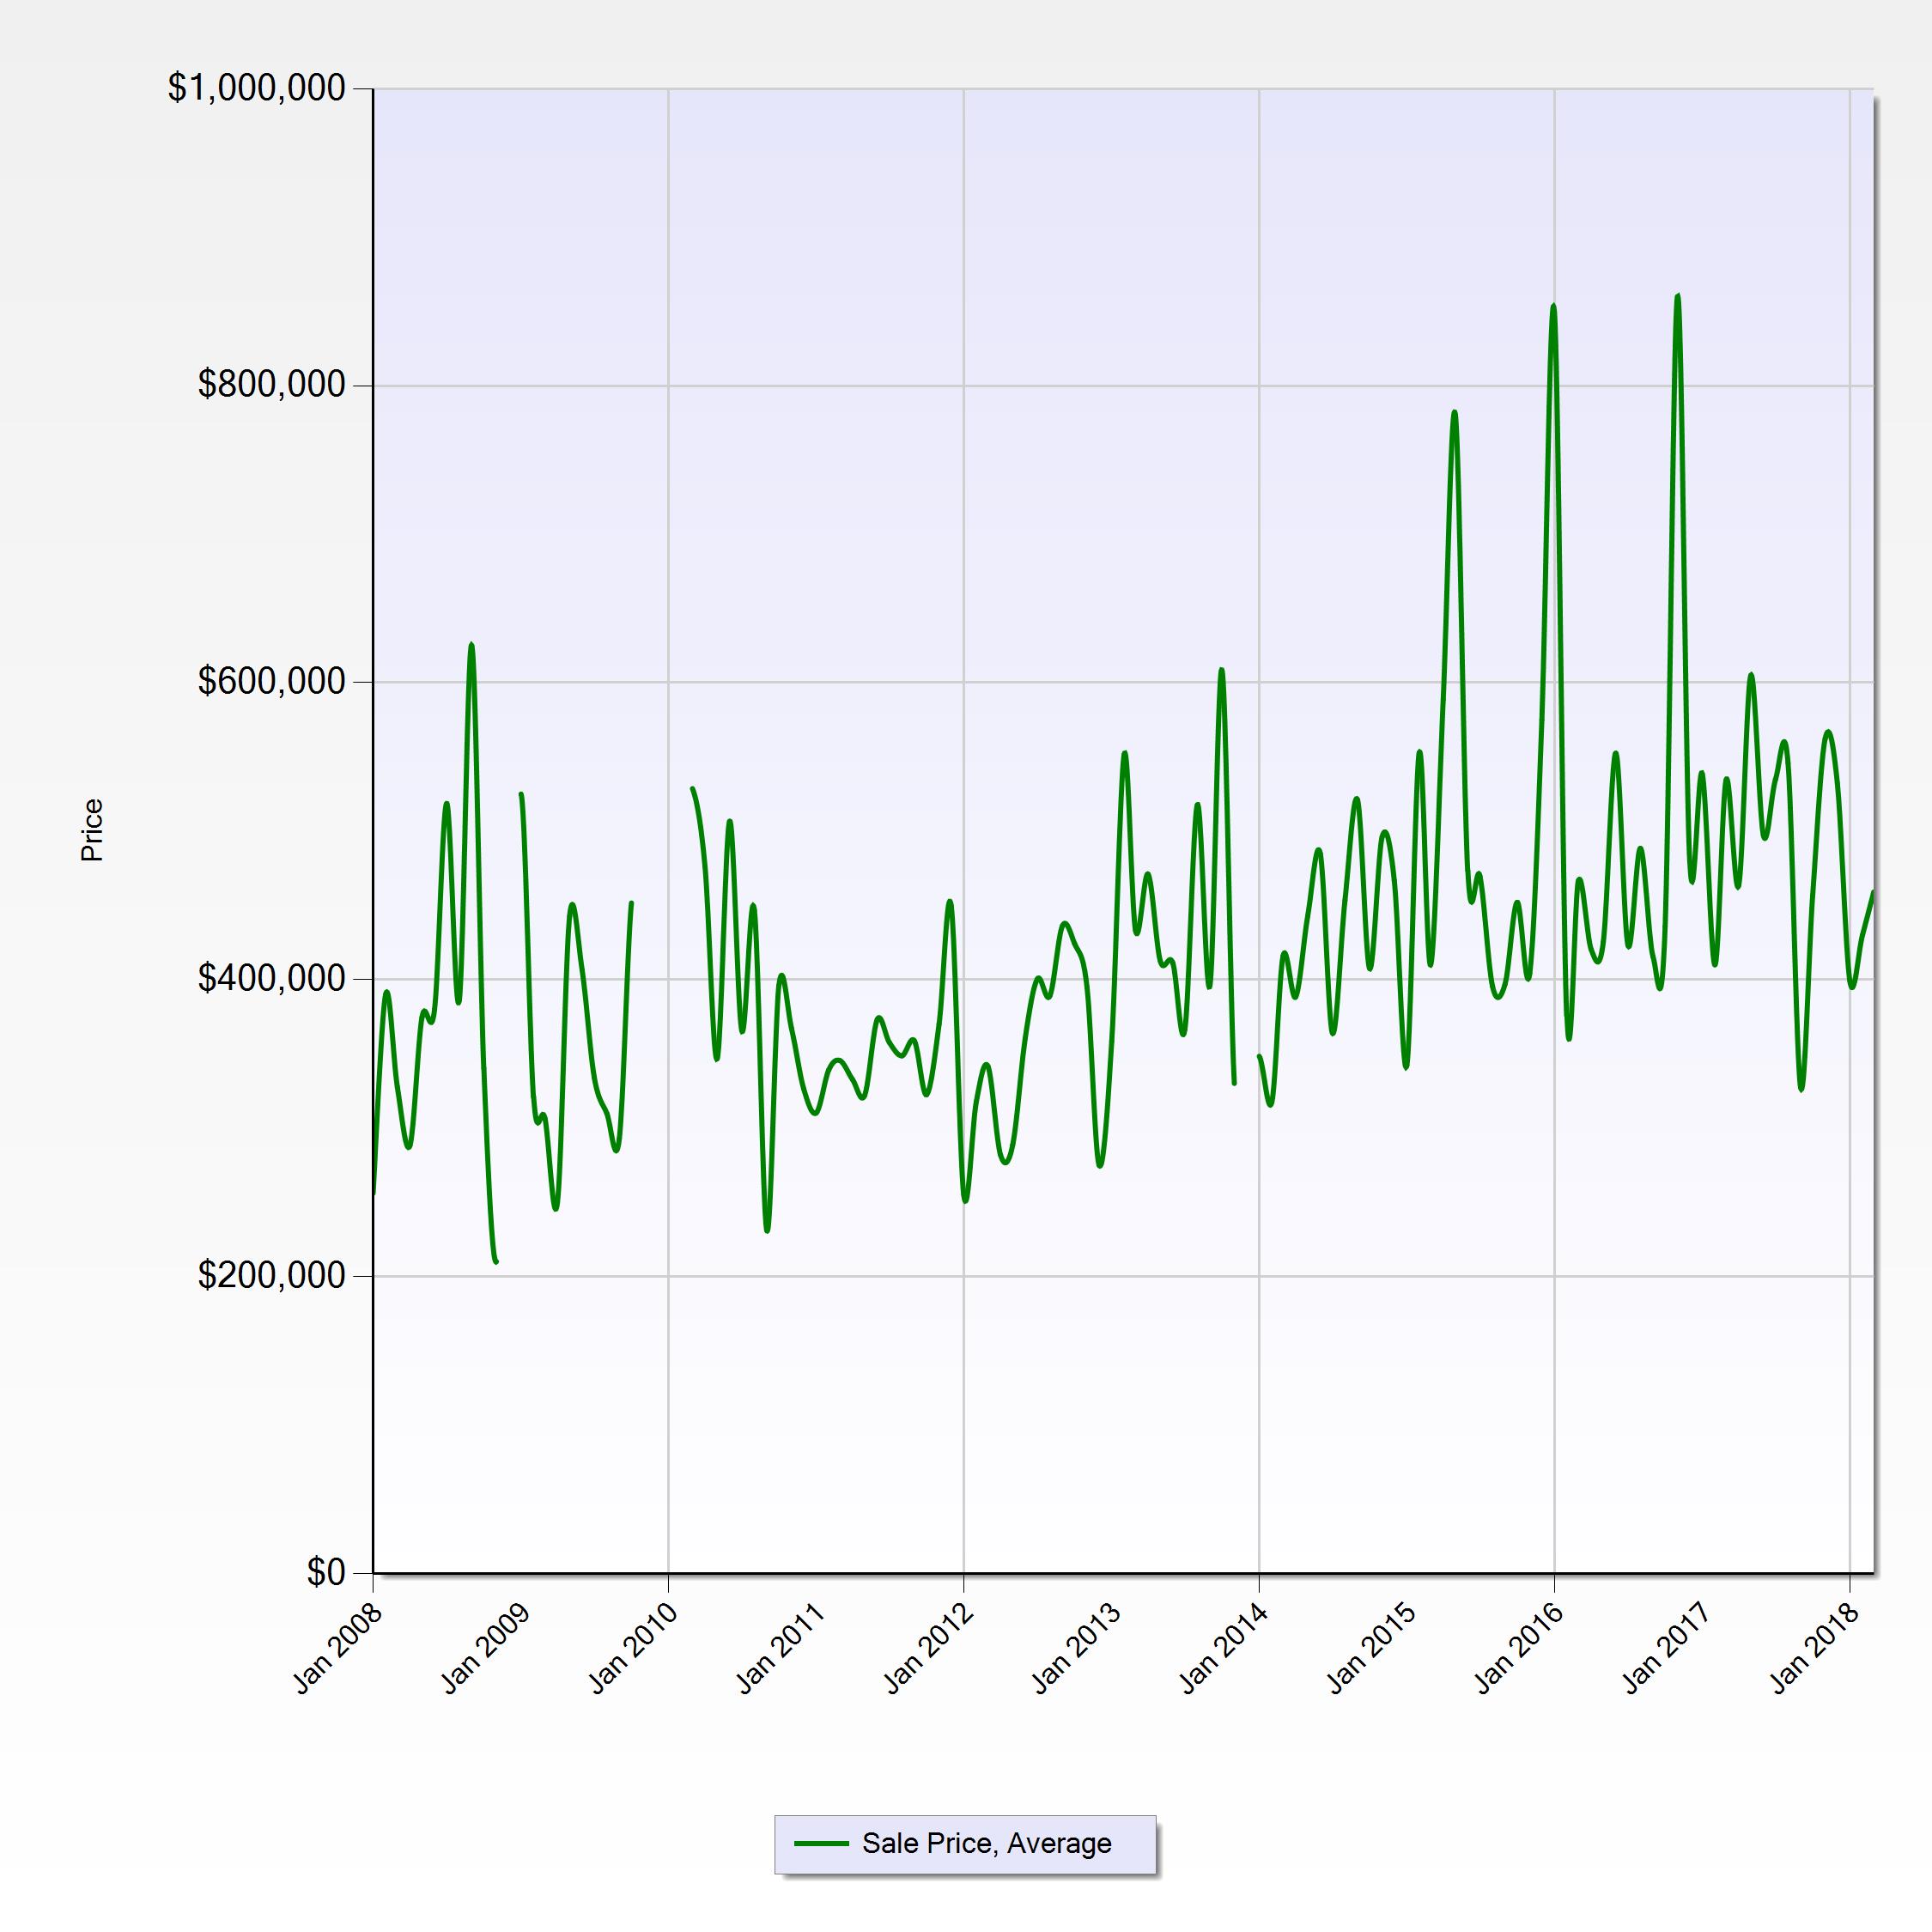 $1,000,000
$800,000
$600,000
$400,000
$200,000
$0
Price
Jan 2008
Jan 2009
Jan 2010
Jan 2011
Jan 2012
Jan 2013
Jan 2014
Jan 2015
Jan 2016
Jan 2017
Jan 2018
Sale Price, Average